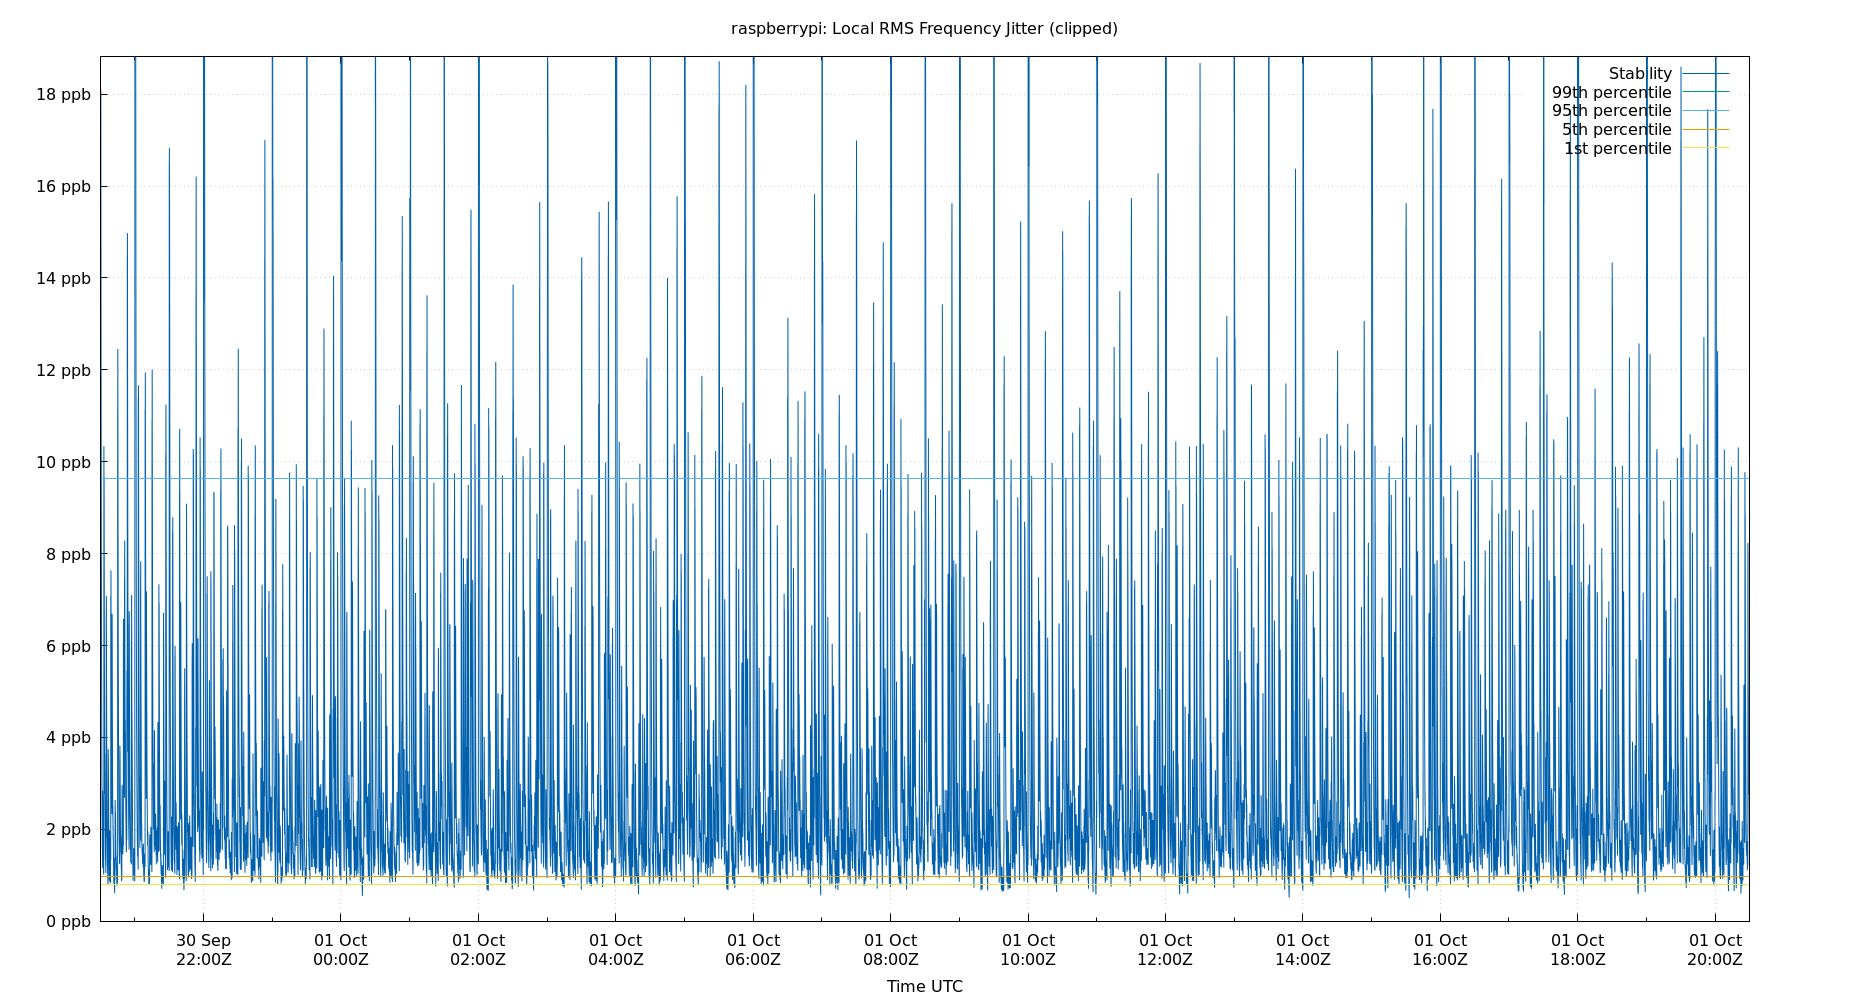 raspberrypi: Local RMS Frequency Jitter (clipped)
Stability
99th percentile
95th percentile
5th percentile
1st percentile
18 ppb
16 ppb
14 ppb
12 ppb
10 ppb
8 ppb
6 ppb
4 ppb
2 ppb
0 ppb
30 Sep 01 Oct 01 Oct 01 Oct 01 Oct 01 Oct 01 Oct 01 Oct 01 Oct 01 Oct 01 Oct 01 Oct
22:00Z 00:00Z 02:00Z 04:00Z 06:00Z 08:00Z 10:00Z 12:00Z 14:00Z 16:00Z 18:00Z 20:00Z
Time UTC